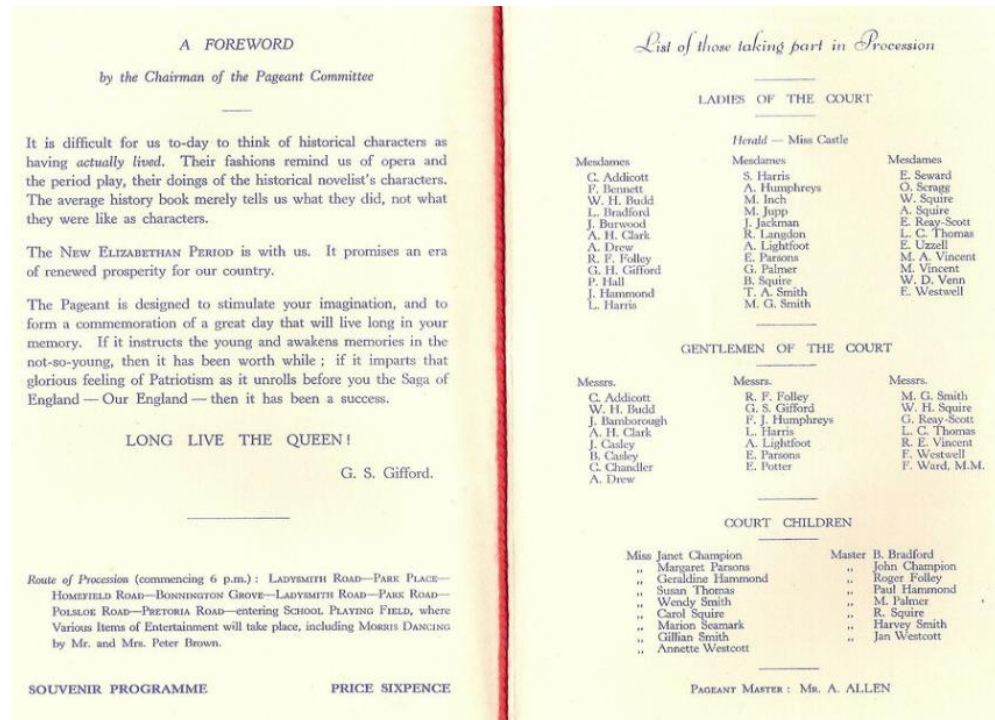 A FOREWORD
by the Chairman of the Pageant Committee
It is difficult for us to-day to think of historical characters as
having actually lived. Their fashions remind us of opera and
the period play, their doings of the historical novelist's characters.
The average history book merely tells us what they did, not what
they were like as characters.
The NEW ELIZABETHAN PERIOD is with us. It promises an era
of renewed prosperity for our country.
The Pageant is designed to stimulate your imagination, and to
form a commemoration of a great day that will live long in your
memory. If it instructs the young and awakens memories in the
not-so-young, then it has been worth while ; if it imparts that
glorious feeling of Patriotism as it unrolls before you the Saga of
England — Our England — then it has been a success.
LONG LIVE THE QUEEN !
G. S. Gifford.
Route of Procession (commencing 6 p.m.) : LADYSMITH ROAD—PARK PLACE—
HOMEFIELD ROAD—BONNINGTON GROVE—LADYSMITH ROAD—PARK ROAD—
POLSLOE ROAD—PRETORIA ROAD—entering SCHOOL PLAYING FIELD, where
Various Items of Entertainment will take place, including MORRIS DANCING
by Mr. and Mrs. Peter Brown.
SOUVENIR PROGRAMME PRICE SIXPENCE
List of those taking part in Procession
LADIES OF THE COURT
Herald — Miss Castle
Mesdames
C. Addicott
F. Bennett
W. H. Budd
L. Bradford
J. Burwood
A. H. Clark
A. Drew
R. F. Folley
G. H. Gifford
P. Hall
J. Hammond
L. Harris
Mesdames
S. Harris
A. Humphreys
M. Inch
M. Jupp
J. Jackman
R. Langdon
A. Lightfoot
E. Parsons
G. Palmer
B. Squire
T. A. Smith
M. G. Smith
Mesdames
E. Seward
O. Scragg
W. Squire
A. Squire
E. Reay-Scott
L. C. Thomas
E. Uzzell
M. A. Vincent
M. Vincent
W. D. Venn
E. Westwell
GENTLEMEN OF THE COURT
Messrs.
C. Addicott
W. H. Budd
J. Bamborough
A. H. Clark
J. Casley
B. Casley
C. Chandler
A. Drew
Messrs.
R. F. Folley
G. S. Gifford
F. J. Humphreys
L. Harris
A. Lightfoot
E. Parsons
E. Potter
Messrs.
M. G. Smith
W. H. Squire
G. Reay-Scott
L. C. Thomas
R. E. Vincent
F. Westwell
F. Ward, M.M.
COURT CHILDREN
Miss Janet Champion
„ Margaret Parsons
„ Geraldine Hammond
„ Susan Thomas
„ Wendy Smith
„ Carol Squire
„ Marion Seamark
„ Gillian Smith
„ Annette Westcott
Master B. Bradford
„ John Champion
„ Roger Folley
„ Paul Hammond
„ M. Palmer
„ R. Squire
„ Harvey Smith
„ Jan Westcott
PAGEANT MASTER : MR. A. ALLEN